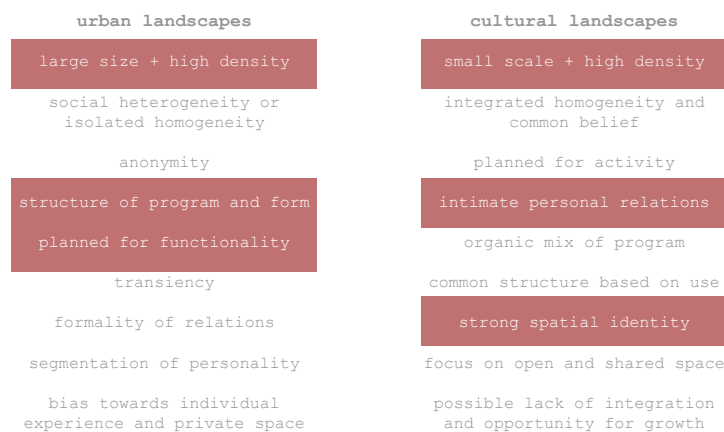 urban landscapes
large size + high density
social heterogeneity or
isolated homogeneity
anonymity
structure of program and form
planned for functionality
transiency
formality of relations
segmentation of personality
bias towards individual
experience and private space
cultural landscapes
small scale + high density
integrated homogeneity and
common belief
planned for activity
intimate personal relations
organic mix of program
common structure based on use
strong spatial identity
focus on open and shared space
possible lack of integration
and opportunity for growth